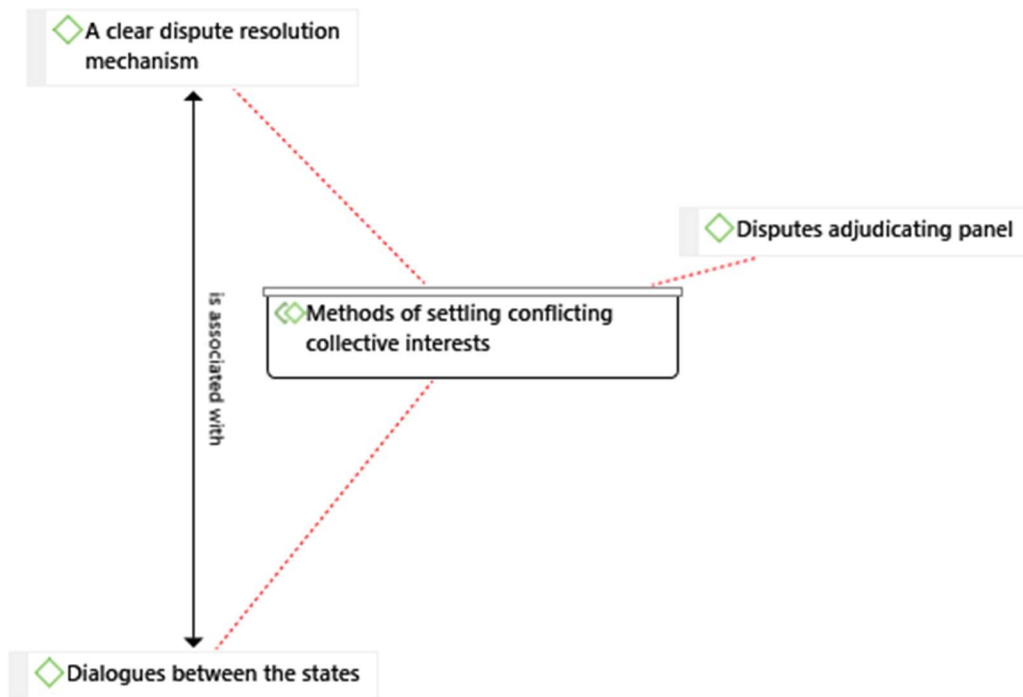 A clear dispute resolution
mechanism
Disputes adjudicating panel
Methods of settling conflicting
collective interests
is associated with
Dialogues between the states